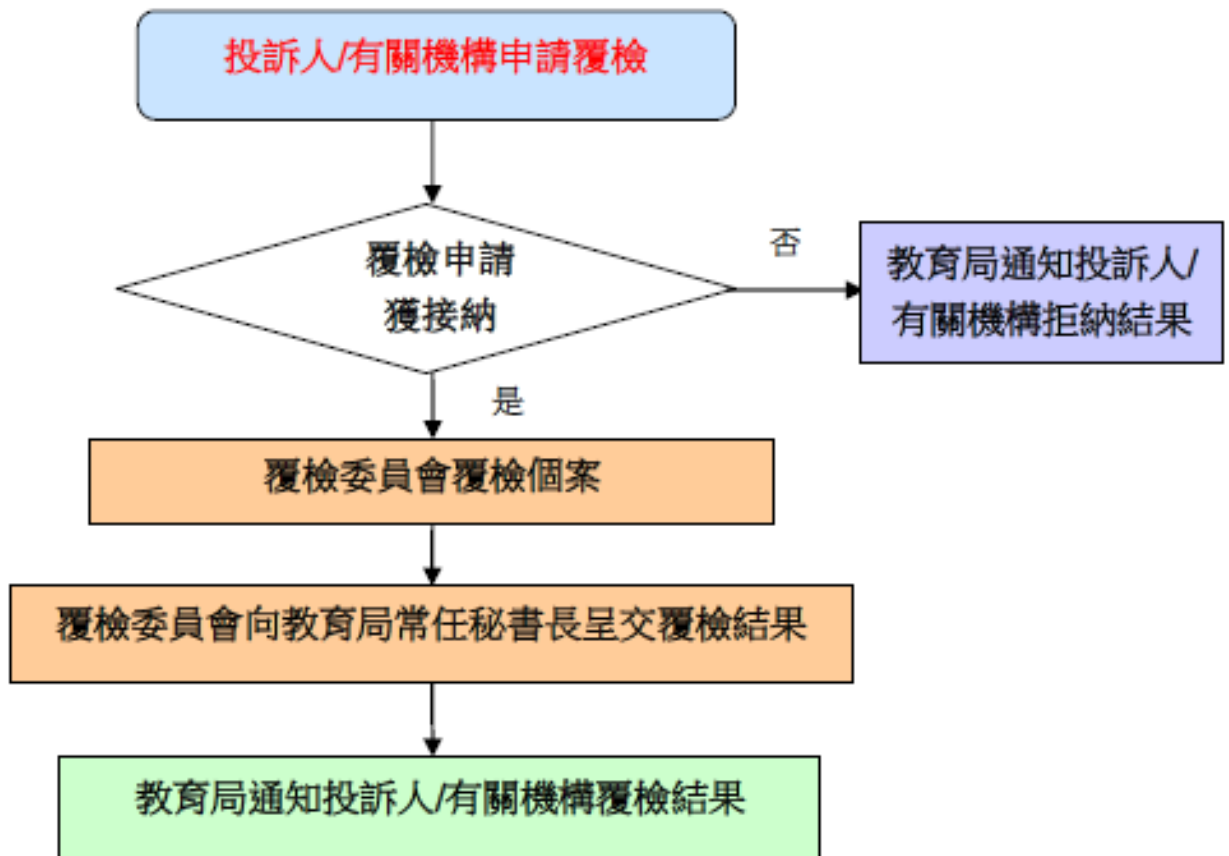 投訴人/有關機構申請覆檢
覆檢申請
獲接納
否
教育局通知投訴人/
有關機構拒納結果
是
覆檢委員會覆檢個案
覆檢委員會向教育局常任秘書長呈交覆檢結果
教育局通知投訴人/有關機構覆檢結果